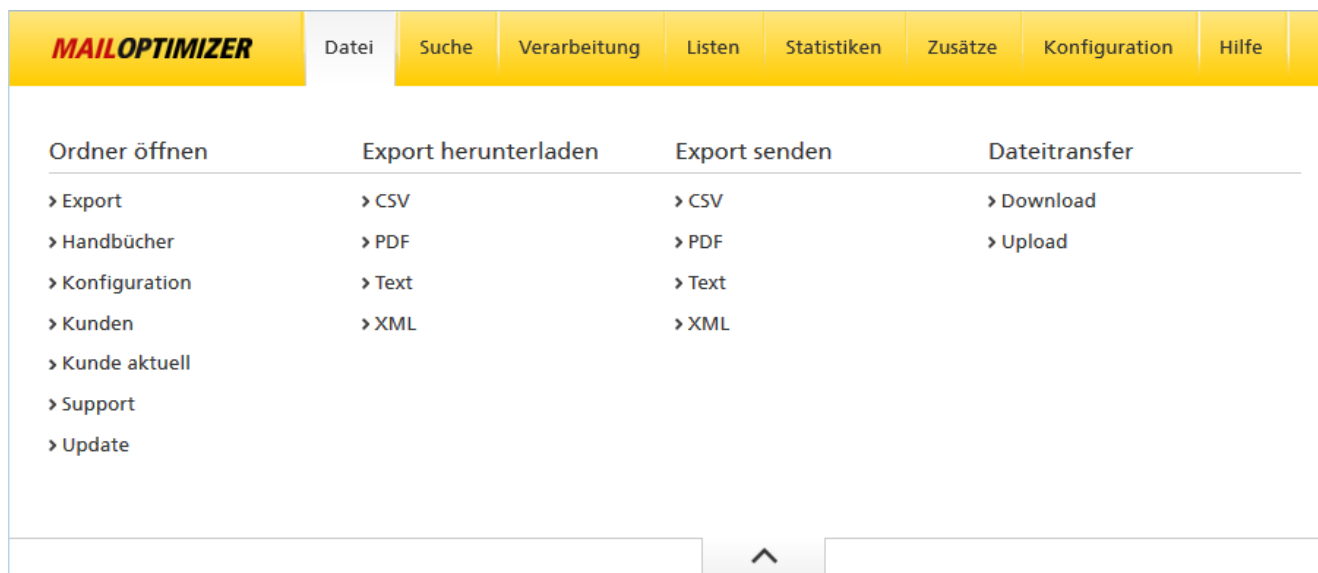 MAILOPTIMIZER Datei Suche Verarbeitung Listen Statistiken Zusätze Konfiguration Hilfe
Ordner öffnen Export herunterladen Export senden Dateitransfer
Export CSV CSV Download
Handbücher PDF PDF Upload
Konfiguration Text Text
Kunden XML XML
Kunde aktuell
Support
Update